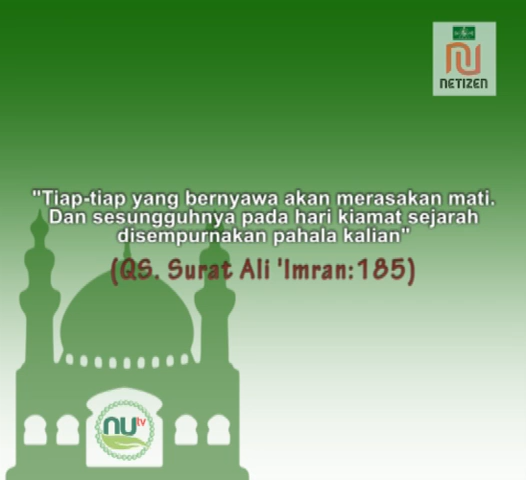 NU
NETIZEN
"Tiap-tiap yang bernyawa akan merasakan mati.
Dan sesungguhnya pada hari kiamat sejarah
disempurnakan pahala kalian"
(QS. Surat Ali 'Imran:185)
nu tv